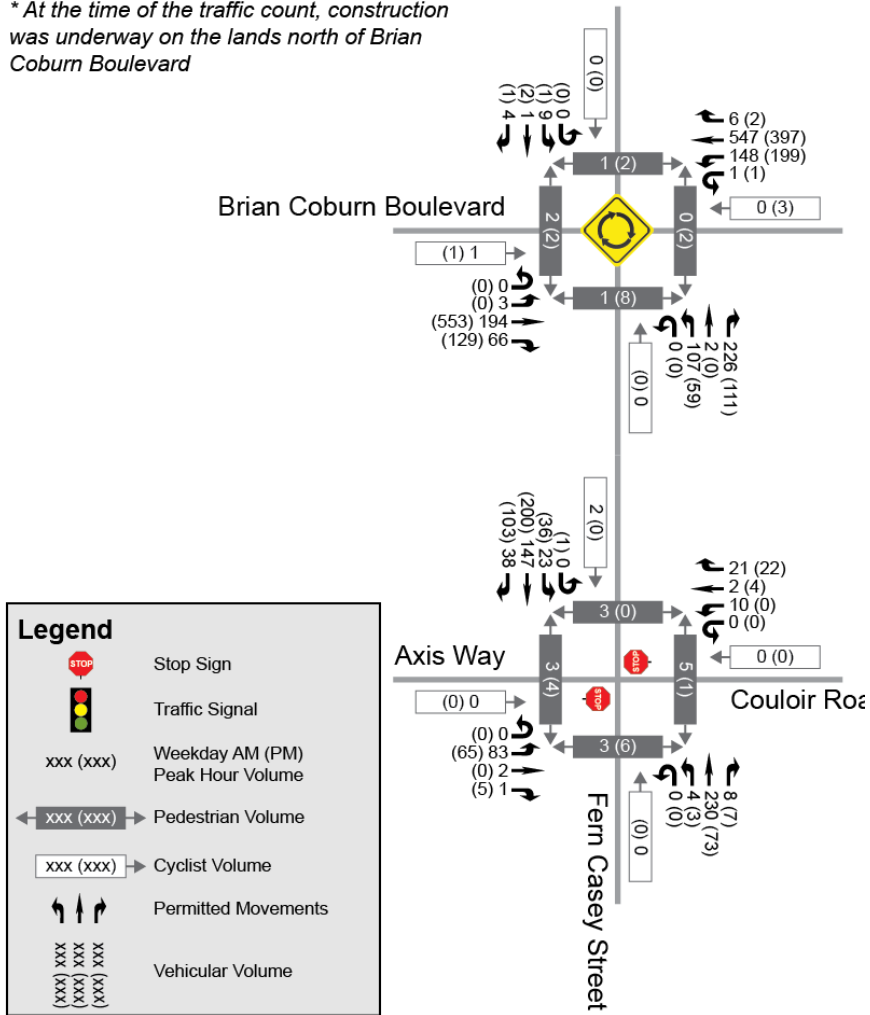 * At the time of the traffic count, construction
was underway on the lands north of Brian
Coburn Boulevard
0 (0)
(1) 4
(2) 1
(1) 9
(0) 0
6 (2)
547 (397)
148 (199)
1 (1)
1 (2)
Brian Coburn Boulevard
2 (2)
0 (2)
0 (3)
(1) 1
(0) 0
(0) 3
(553) 194
(129) 66
1 (8)
(0) 0
0 (0)
107 (59)
2 (0)
226 (111)
2 (0)
(103) 38
(200) 147
(36) 23
(1) 0
21 (22)
2 (4)
10 (0)
0 (0)
3 (0)
Axis Way
3 (4)
STOP
STOP
5 (1)
0 (0)
Couloir Roa
(0) 0
(0) 0
(65) 83
(0) 2
(5) 1
3 (6)
(0) 0
0 (0)
4 (3)
230 (73)
8 (7)
Fern Casey Street
Legend
STOP
Stop Sign
Traffic Signal
xxx (xxx)
Weekday AM (PM)
Peak Hour Volume
xxx (xxx)
Pedestrian Volume
xxx (xxx)
Cyclist Volume
Permitted Movements
xxx (xxx)
xxx (xxx)
xxx (xxx)
Vehicular Volume